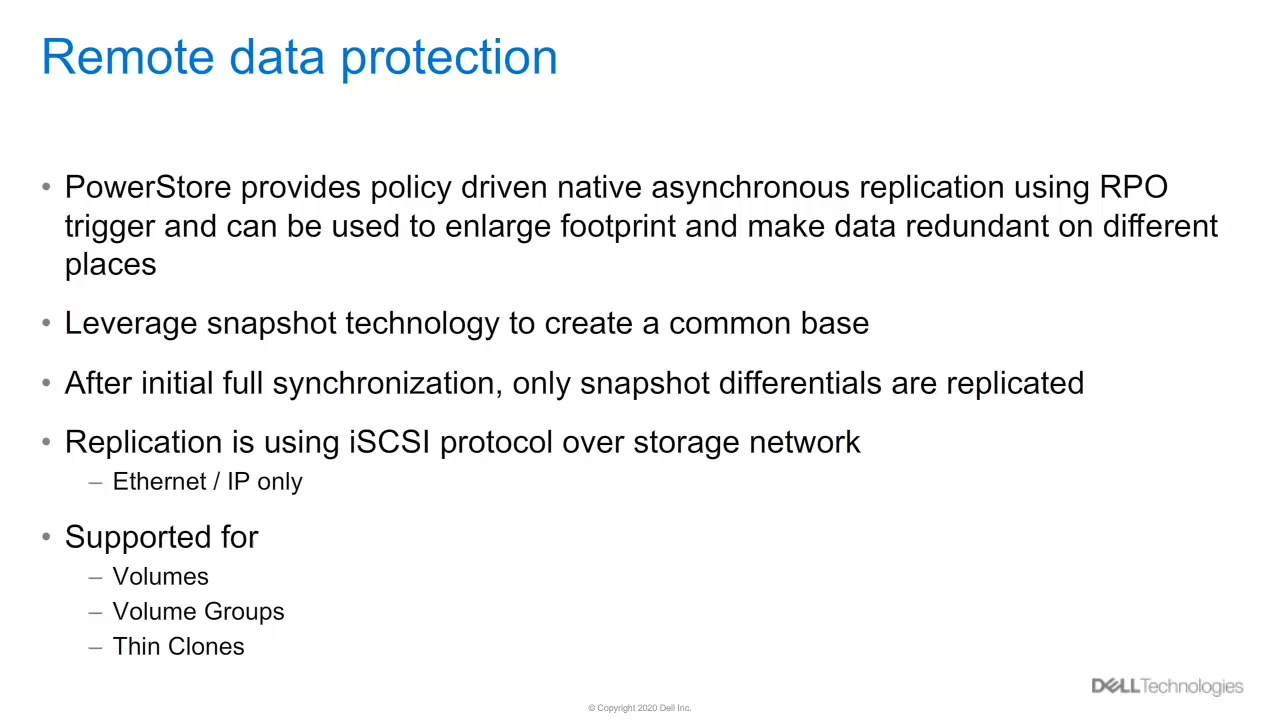 Remote data protection
• PowerStore provides policy driven native asynchronous replication using RPO
trigger and can be used to enlarge footprint and make data redundant on different
places
• Leverage snapshot technology to create a common base
• After initial full synchronization, only snapshot differentials are replicated
• Replication is using iSCSI protocol over storage network
– Ethernet / IP only
• Supported for
– Volumes
– Volume Groups
– Thin Clones
DELLTechnologies
© Copyright 2020 Dell Inc.